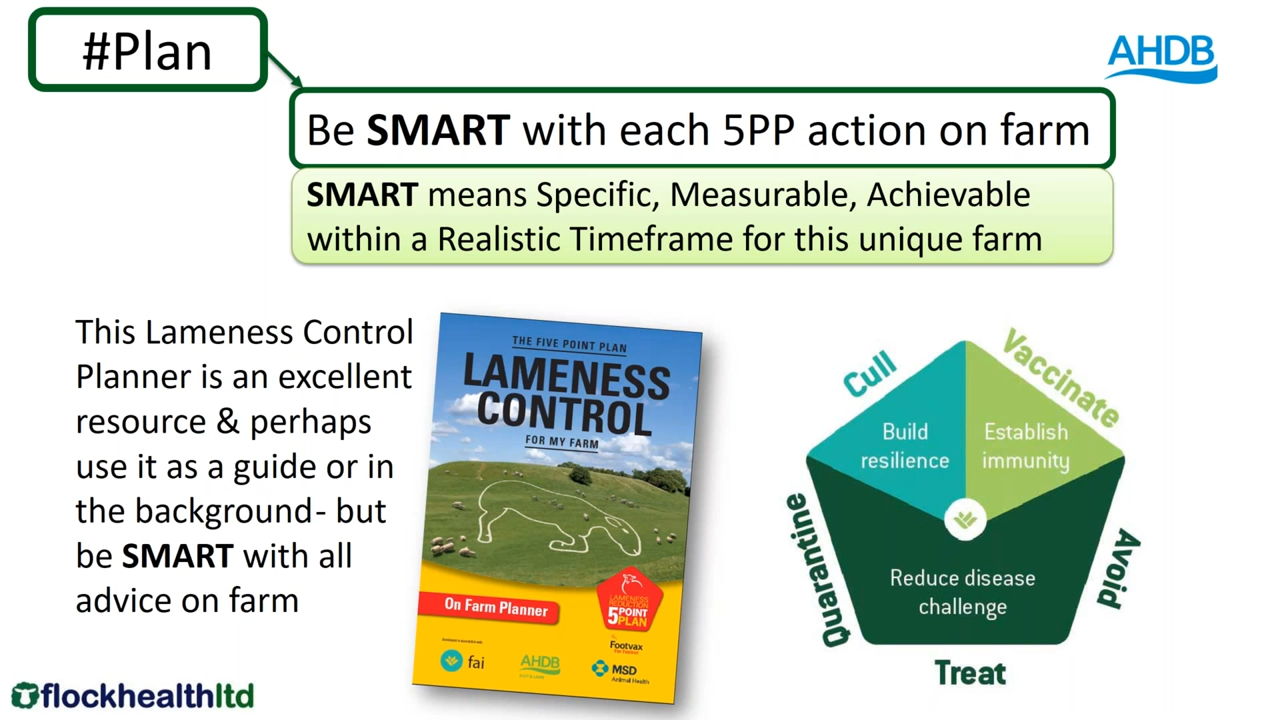 #Plan
AHDB
Be SMART with each 5PP action on farm
SMART means Specific, Measurable, Achievable
within a Realistic Timeframe for this unique farm
This Lameness Control
Planner is an excellent
resource & perhaps
use it as a guide or in
the background- but
be SMART with all
advice on farm
THE FIVE POINT PLAN
LAMENESS
CONTROL
FOR MY FARM
On Farm Planner
LAMENESS
REDUCTION
5 POINT
PLAN
Footvax
fai
AHDB
MSD
Animal Health
Cull
Vaccinate
Build
resilience
Establish
immunity
Quarantine
Avoid
Reduce disease
challenge
Treat
flockhealthltd